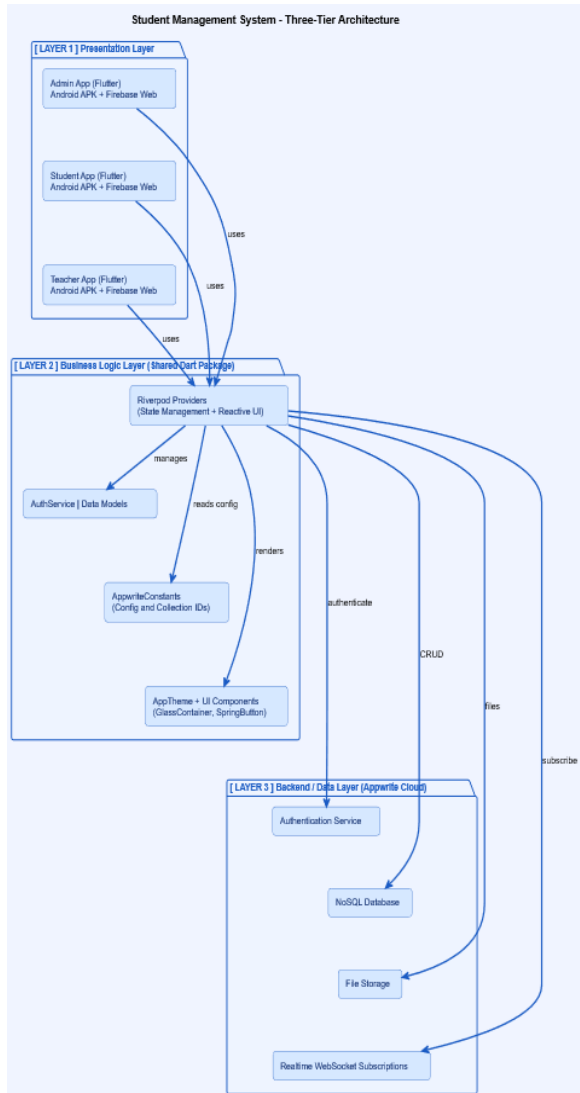 Student Management System - Three-Tier Architecture
[ LAYER 1 ] Presentation Layer
Admin App (Flutter)
Android APK + Firebase Web
Student App (Flutter)
Android APK + Firebase Web
uses
uses
Teacher App (Flutter)
Android APK + Firebase Web
uses
[ LAYER 2 ] Business Logic Layer (Shared Dart Package)
Riverpod Providers
(State Management + Reactive UI)
manages
AuthService | Data Models
reads config
renders
AppwriteConstants
(Config and Collection IDs)
authenticate
CRUD
AppTheme + UI Components
(GlassContainer, SpringButton)
files
subscribe
[ LAYER 3 ] Backend / Data Layer (Appwrite Cloud)
Authentication Service
NoSQL Database
File Storage
Realtime WebSocket Subscriptions